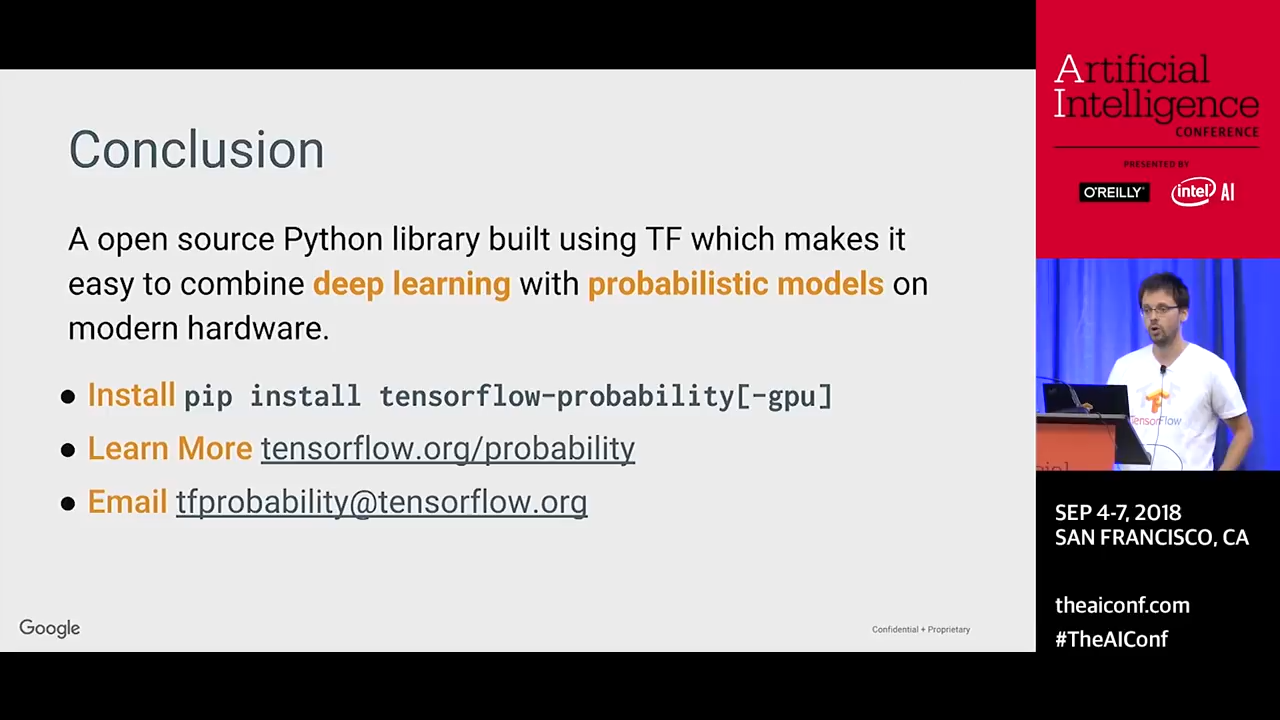 Conclusion
A open source Python library built using TF which makes it
easy to combine deep learning with probabilistic models on
modern hardware.
● Install pip install tensorflow-probability[-gpu]
● Learn More tensorflow.org/probability
● Email tfprobability@tensorflow.org
Google
Confidential + Proprietary
Artificial
Intelligence
CONFERENCE
PRESENTED BY
O'REILLY
intel AI
TensorFlow
SEP 4-7, 2018
SAN FRANCISCO, CA
theaiconf.com
#TheAIConf